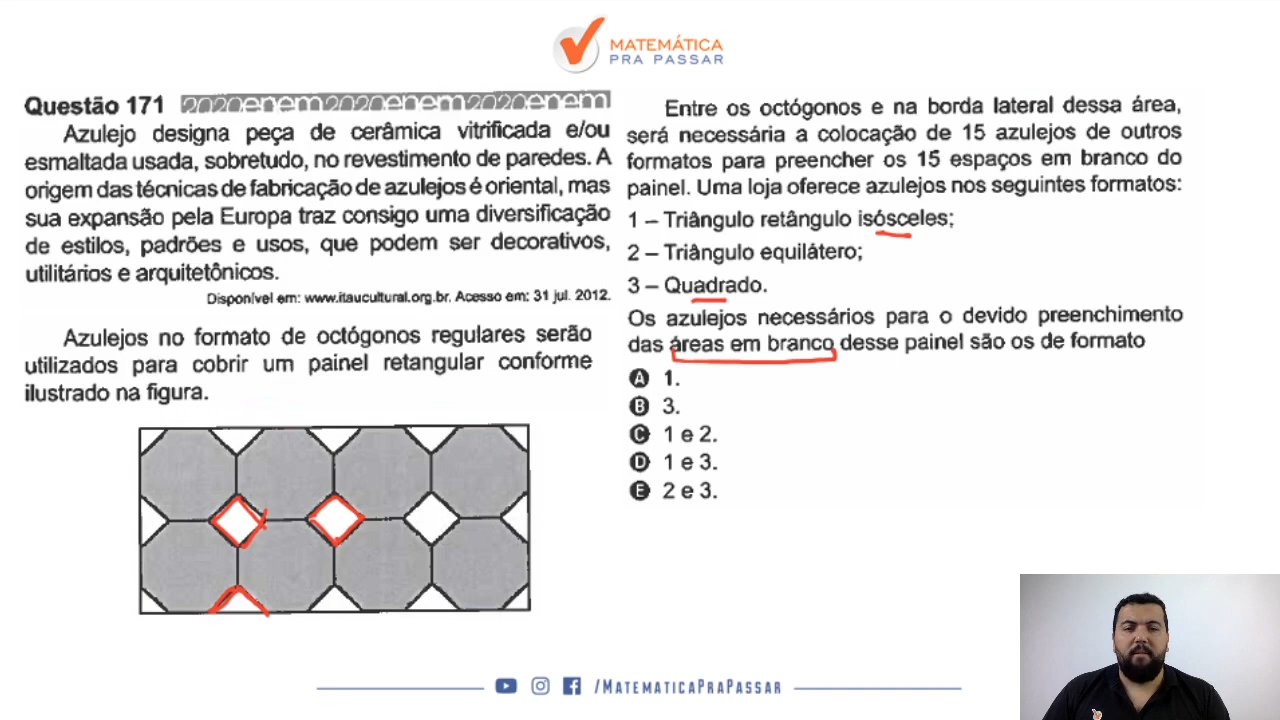 MATEMÁTICA
PRA PASSAR
Questão 171 2020enem2020enem2020enem
Azulejo designa peça de cerâmica vitrificada e/ou
esmaltada usada, sobretudo, no revestimento de paredes. A
origem das técnicas de fabricação de azulejos é oriental, mas
sua expansão pela Europa traz consigo uma diversificação
de estilos, padrões e usos, que podem ser decorativos,
utilitários e arquitetônicos.
Disponível em: www.itaucultural.org.br. Acesso em: 31 jul. 2012.
Azulejos no formato de octógonos regulares serão
utilizados para cobrir um painel retangular conforme
ilustrado na figura.
Entre os octógonos e na borda lateral dessa área,
será necessária a colocação de 15 azulejos de outros
formatos para preencher os 15 espaços em branco do
painel. Uma loja oferece azulejos nos seguintes formatos:
1 – Triângulo retângulo isósceles;
2 – Triângulo equilátero;
3 – Quadrado.
Os azulejos necessários para o devido preenchimento
das áreas em branco desse painel são os de formato
A 1.
B 3.
C 1 e 2.
D 1 e 3.
E 2 e 3.
/MATEMATICAPRAPASSAR